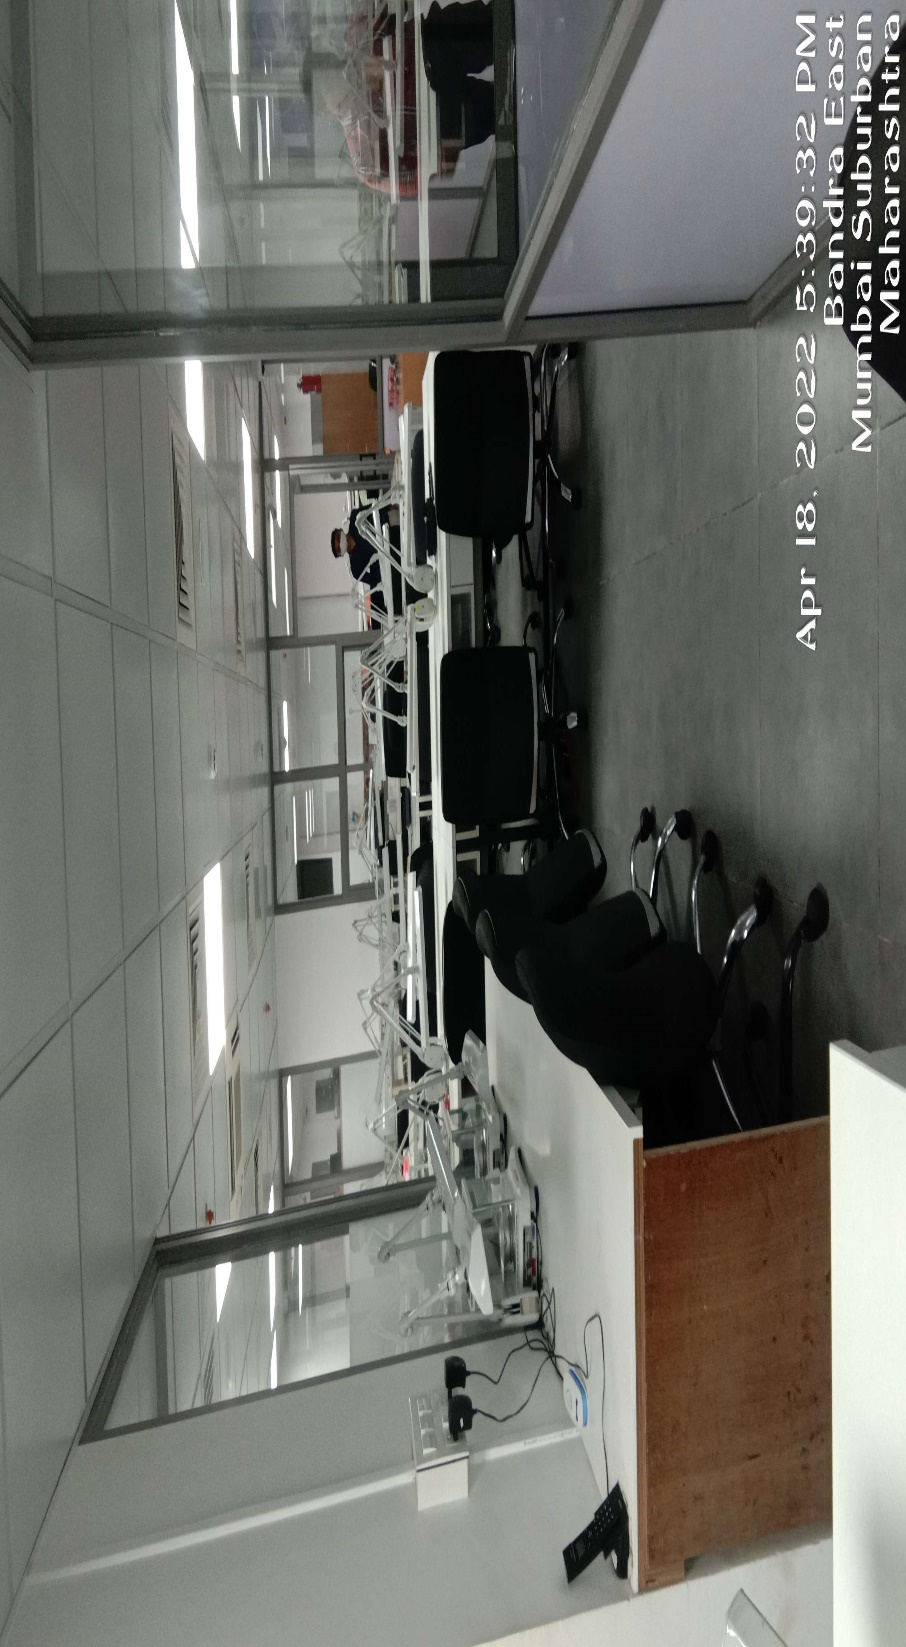 Apr 18, 2022 5:39:32 PM
Bandra East
Mumbai Suburban
Maharashtra